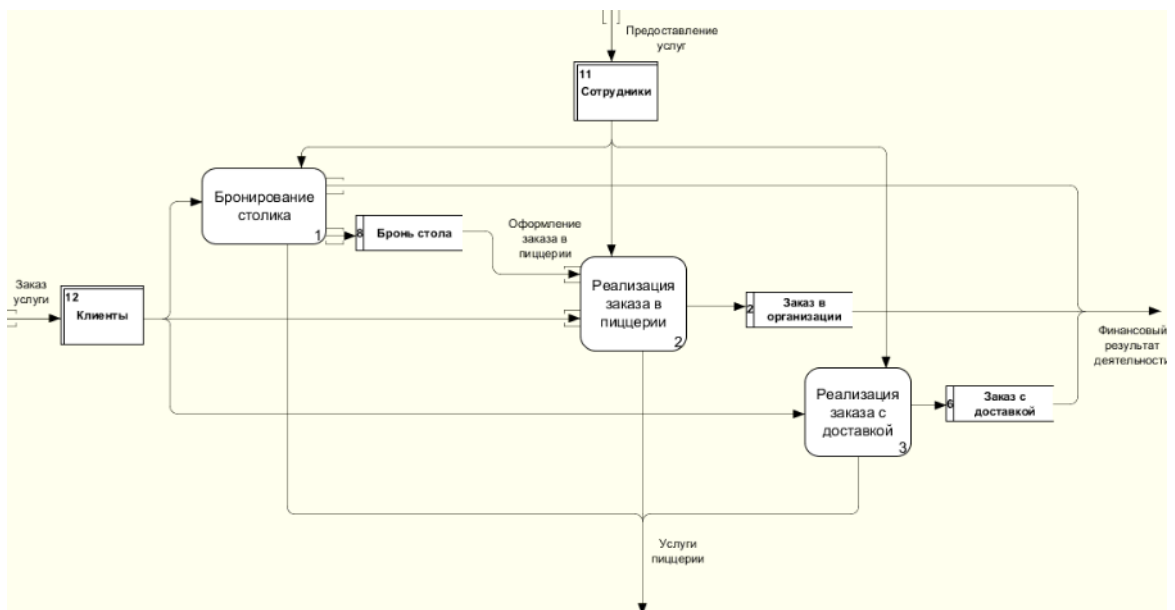 Предоставление
услуг
11
Сотрудники
Бронирование
столика
1
8
Бронь стола
Оформление
заказа в
пиццерии
Заказ
услуги
12
Клиенты
Реализация
заказа в
пиццерии
2
2
Заказ в
организации
Финансовый
результат
деятельности
Реализация
заказа с
доставкой
3
6
Заказ с
доставкой
Услуги
пиццерии